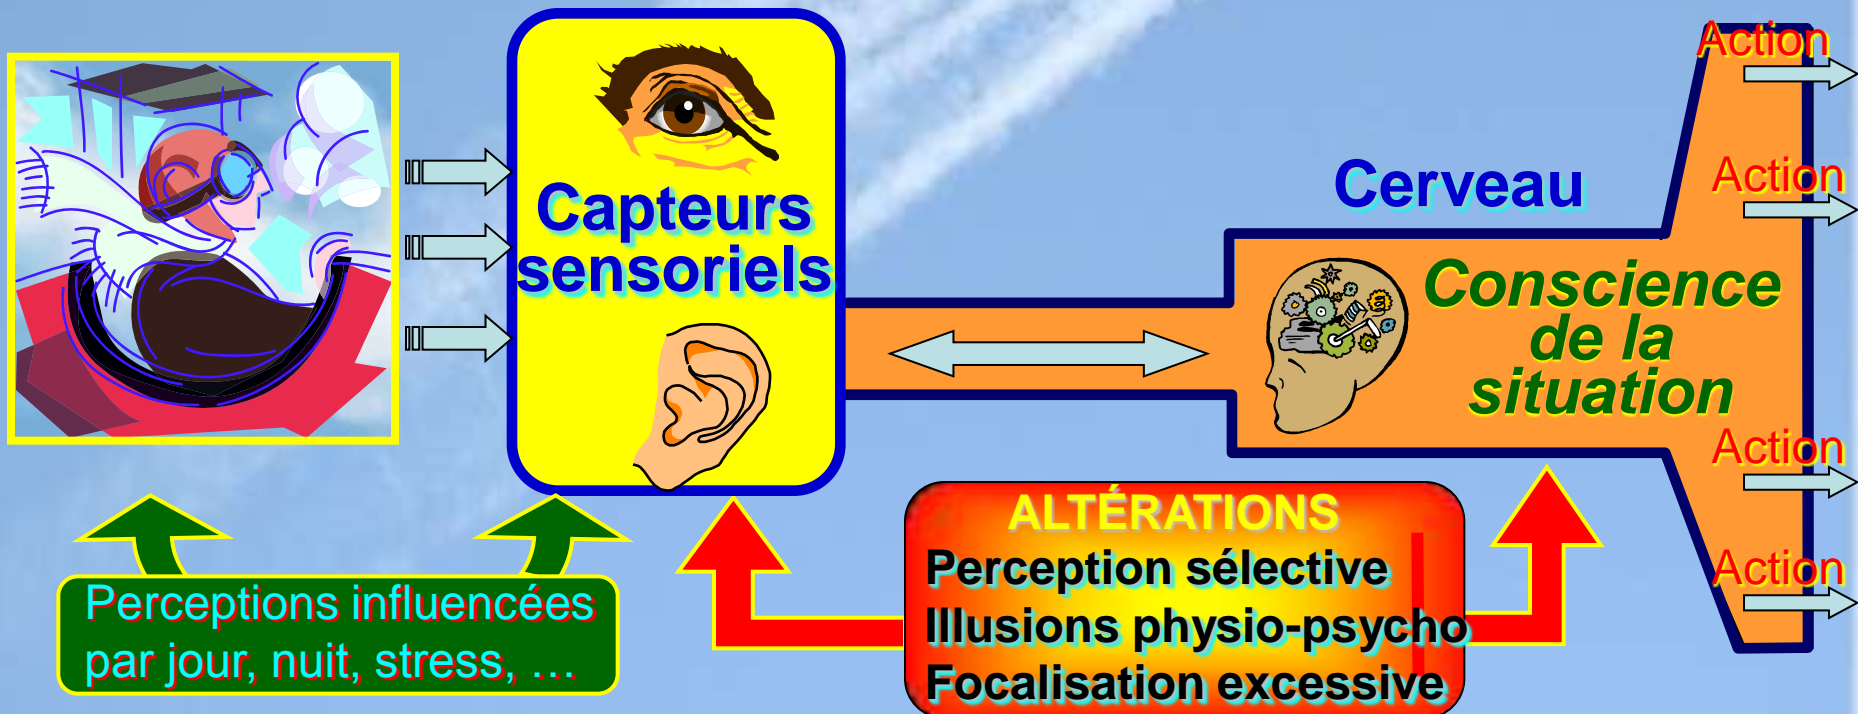 Capteurs
sensoriels
Cerveau
Conscience
de la
situation
Action
Action
Action
Action
Perceptions influencées
par jour, nuit, stress, …
ALTÉRATIONS
Perception sélective
Illusions physio-psycho
Focalisation excessive